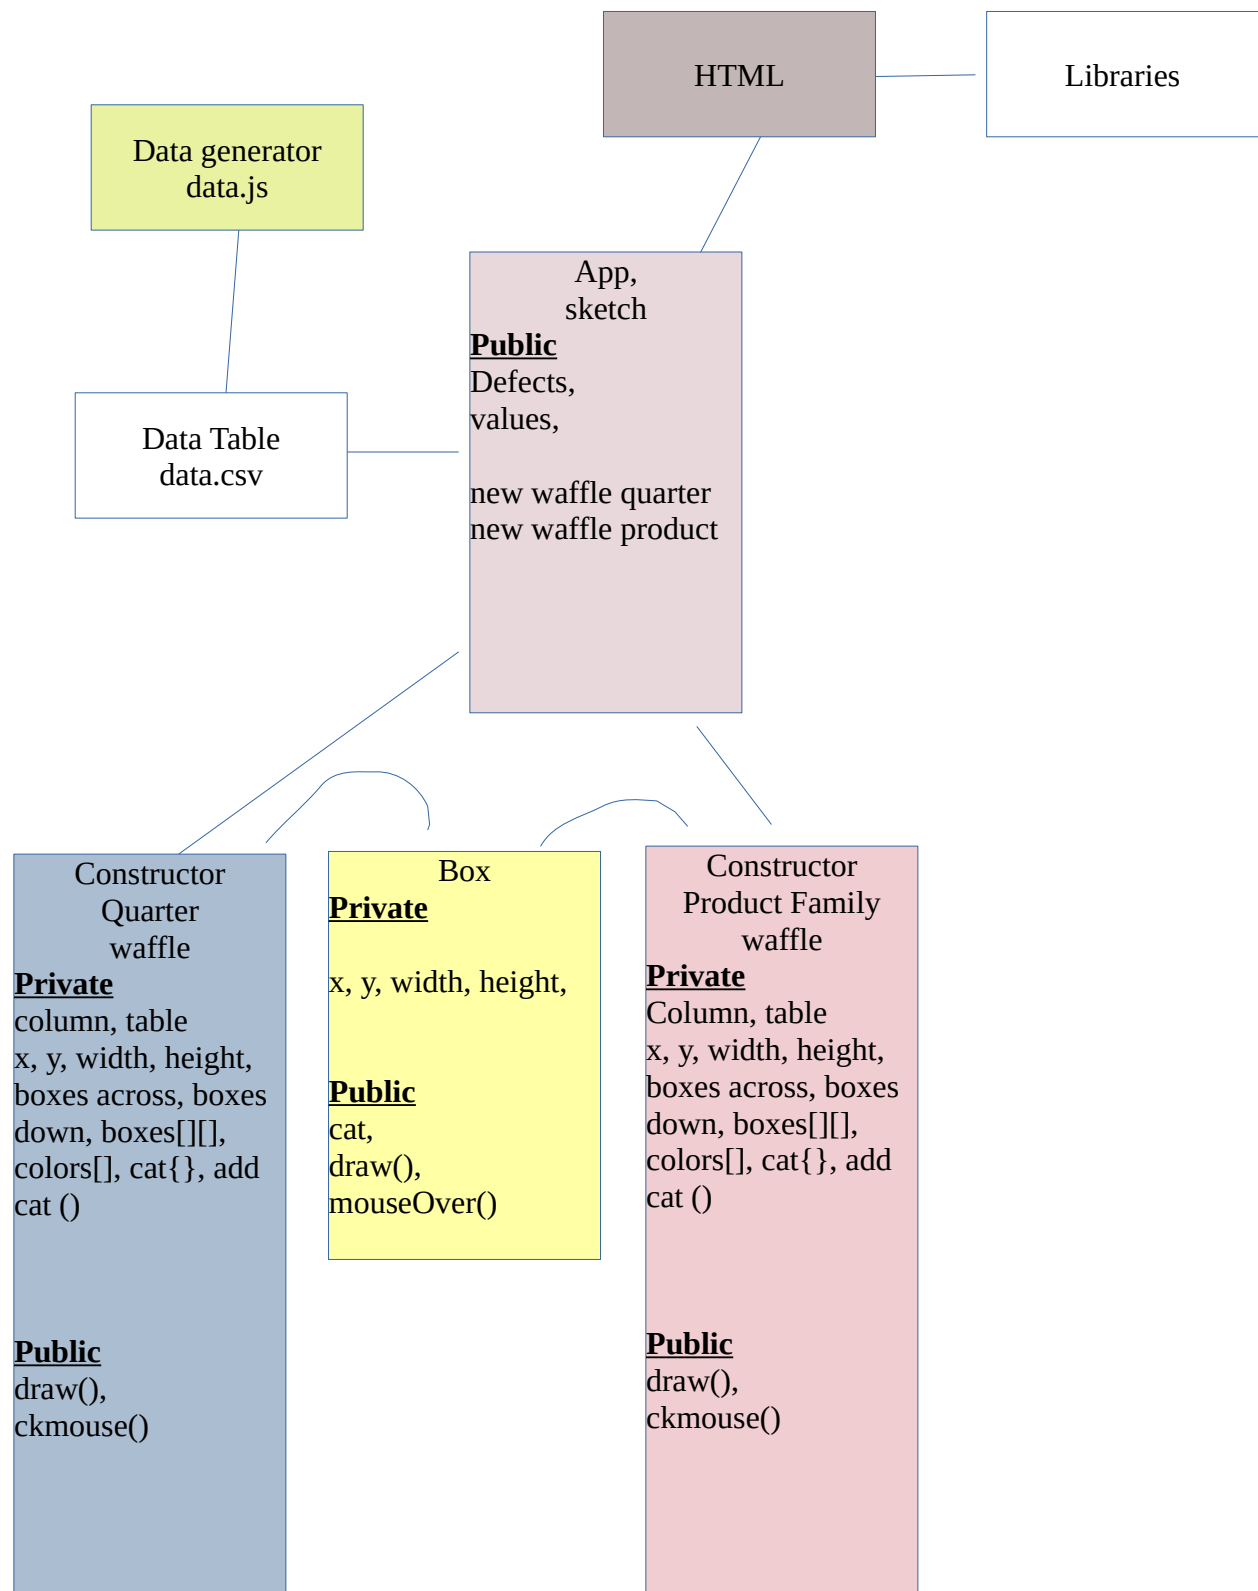 HTML
Libraries
Data generator
data.js
App,
sketch
Public
Defects,
values,
new waffle quarter
new waffle product
Data Table
data.csv
Constructor
Quarter
waffle
Private
column, table
x, y, width, height,
boxes across, boxes
down, boxes[][],
colors[], cat{}, add
cat ()
Public
draw(),
ckmouse()
Box
Private
x, y, width, height,
Public
cat,
draw(),
mouseOver()
Constructor
Product Family
waffle
Private
Column, table
x, y, width, height,
boxes across, boxes
down, boxes[][],
colors[], cat{}, add
cat ()
Public
draw(),
ckmouse()